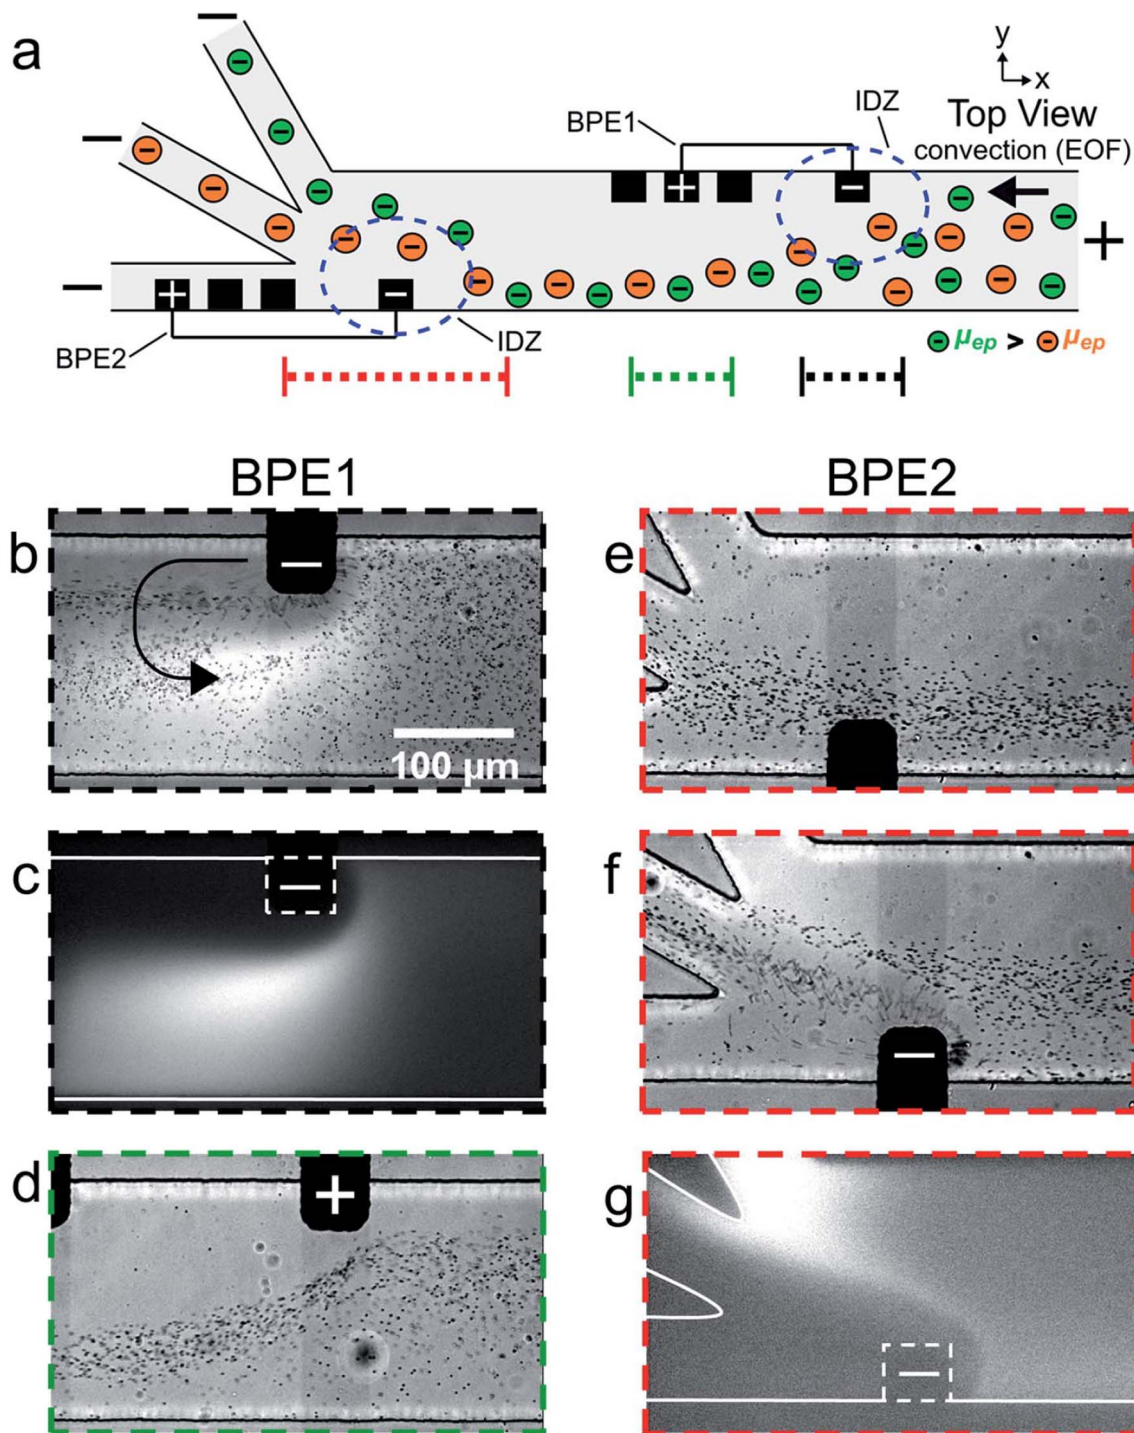 a
y
x
IDZ
BPE1
Top View
convection (EOF)
−
−
−
+
−
+
+
−
BPE2
IDZ
− μep > − μep
BPE1
BPE2
b
−
100 μm
e
c
−
f
−
d
+
g
−